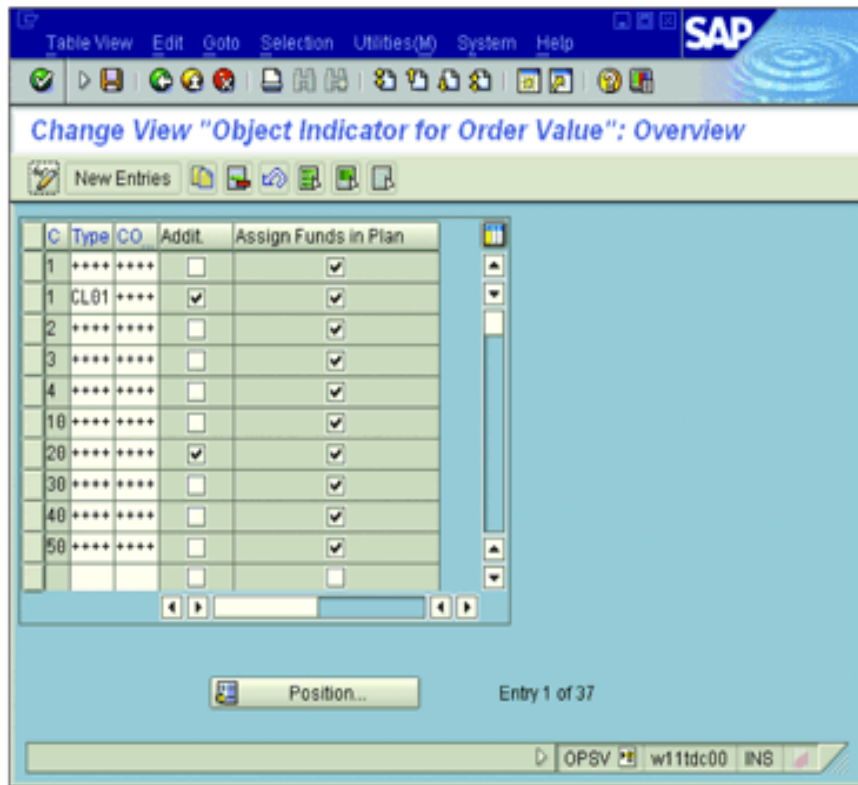 Table View Edit Goto Selection Utilities(M) System Help
SAP
Change View "Object Indicator for Order Value": Overview
New Entries
C Type CO... Addit. Assign Funds in Plan
1 ++++ ++++
1 CL01 ++++
2 ++++ ++++
3 ++++ ++++
4 ++++ ++++
10 ++++ ++++
20 ++++ ++++
30 ++++ ++++
40 ++++ ++++
50 ++++ ++++
Position... Entry 1 of 37
OPSV w11tdc00 INS